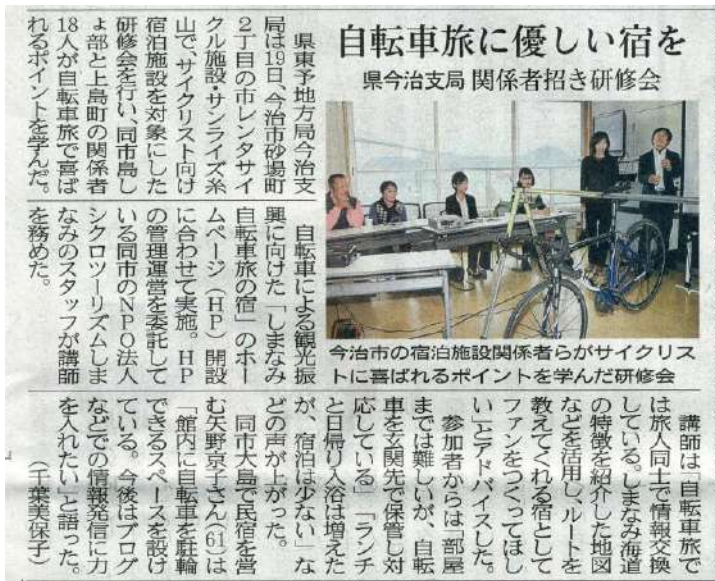 自転車旅に優しい宿を
県今治支局 関係者招き研修会
県東予地方局今治支
局は19日、今治市砂場町
2丁目の市レンタサイ
クル施設・サンライズ糸
山で、サイクリスト向け
宿泊施設を対象にした
研修会を行い、同市島し
ょ部と上島町の関係者
18人が自転車旅で喜ば
れるポイントを学んだ。
自転車による観光振
興に向けた「しまなみ
自転車旅の宿」のホー
ムページ(HP)開設
に合わせて実施。HP
の管理運営を委託して
いる同市のNPO法人
シクロツーリズムしま
なみのスタッフが講師
を務めた。
今治市の宿泊施設関係者らがサイクリス
トに喜ばれるポイントを学んだ研修会
講師は「自転車旅で
は旅人同士で情報交換
している。しまなみ海道
の特徴を紹介した地図
などを活用し、ルートを
教えてくれる宿として
ファンをつくってほし
い」とアドバイスした。
参加者からは「部屋
までは難しいが、自転
車を玄関先で保管し対
応している」「ランチ
と日帰り入浴は増えた
が、宿泊は少ない」な
どの声が上がった。
同市大島で民宿を営
む矢野京子さん(61)は
「館内に自転車を駐輪
できるスペースを設け
ている。今後はブログ
などでの情報発信に力
を入れたい」と語った。
(千葉美保子)